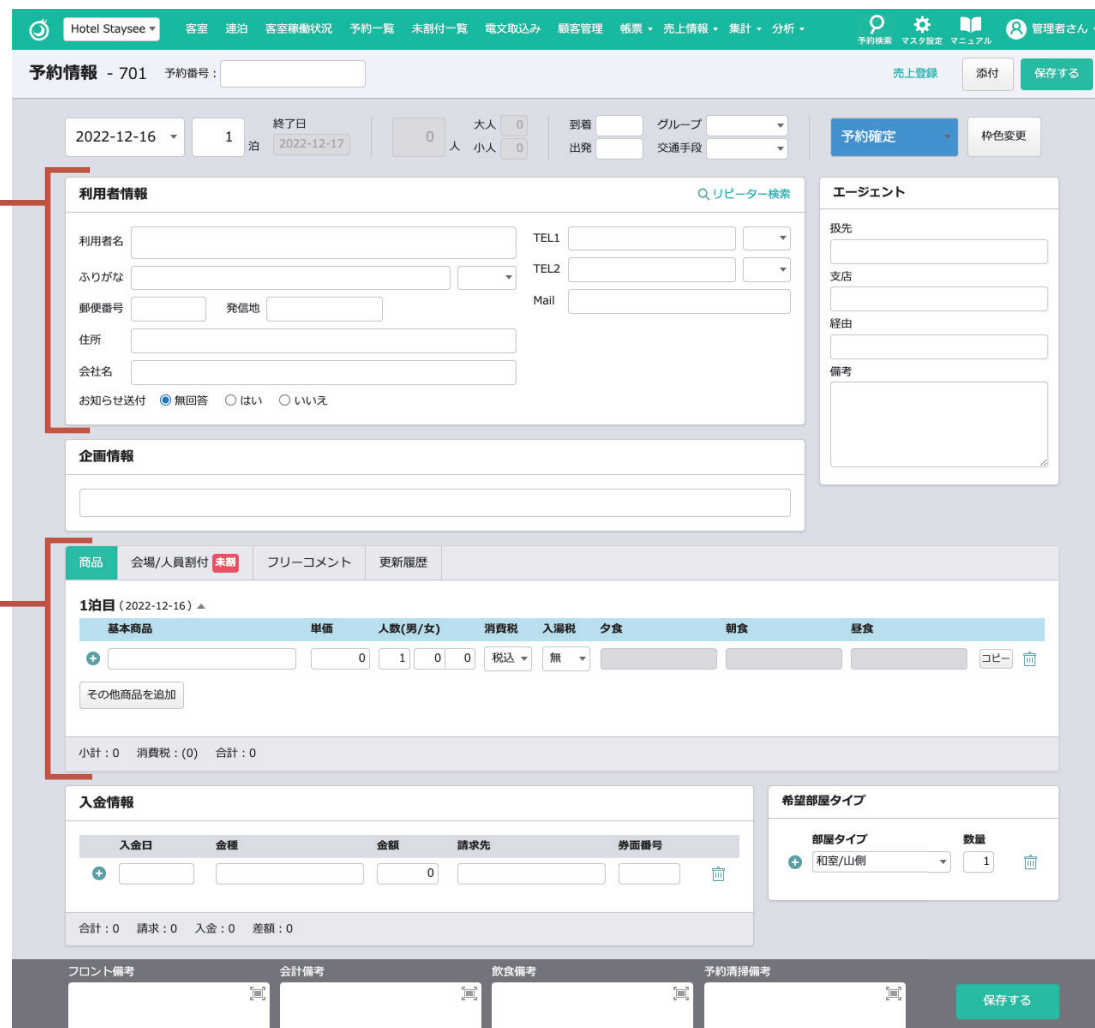 Hotel Staysee 客室 連泊 客室稼働状況 予約一覧 未割付一覧 電文取込み 顧客管理 帳票 売上情報 集計 分析 予約検索 マスタ設定 マニュアル 管理者さん
予約情報 - 701 予約番号： 売上登録 添付 保存する
2022-12-16 1 泊 終了日 2022-12-17 0 人 大人 0 小人 0 到着 出発 グループ 交通手段 予約確定 枠色変更
利用者情報 リピーター検索
利用者名 TEL1
ふりがな TEL2
郵便番号 発信地 Mail
住所
会社名
お知らせ送付 無回答 はい いいえ
エージェント
扱先
支店
経由
備考
企画情報
商品 会場/人員割付 未割 フリーコメント 更新履歴
1泊目（2022-12-16）
基本商品 単価 人数(男/女) 消費税 入湯税 夕食 朝食 昼食
0 1 0 0 税込 無 コピー
その他商品を追加
小計：0 消費税：(0) 合計：0
入金情報
入金日 金種 金額 請求先 券面番号
0
合計：0 請求：0 入金：0 差額：0
希望部屋タイプ
部屋タイプ 数量
和室/山側 1
フロント備考 会計備考 飲食備考 予約清掃備考
保存する